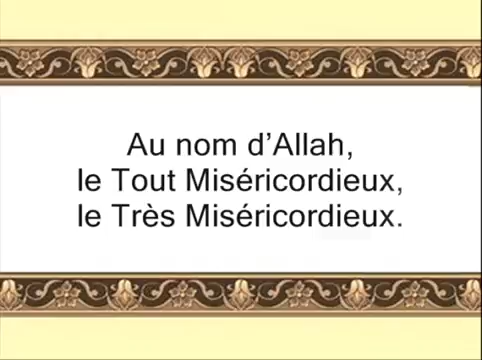 Au nom d’Allah,
le Tout Miséricordieux,
le Très Miséricordieux.